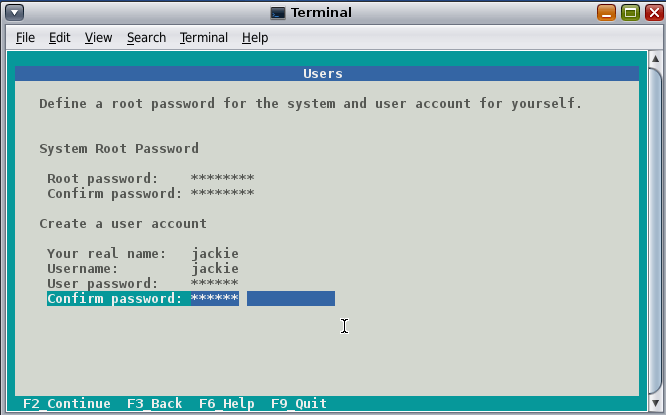 Terminal
File Edit View Search Terminal Help
Users
Define a root password for the system and user account for yourself.
System Root Password
Root password: ********
Confirm password: ********
Create a user account
Your real name: jackie
Username: jackie
User password: ******
Confirm password: ******
F2_Continue F3_Back F6_Help F9_Quit